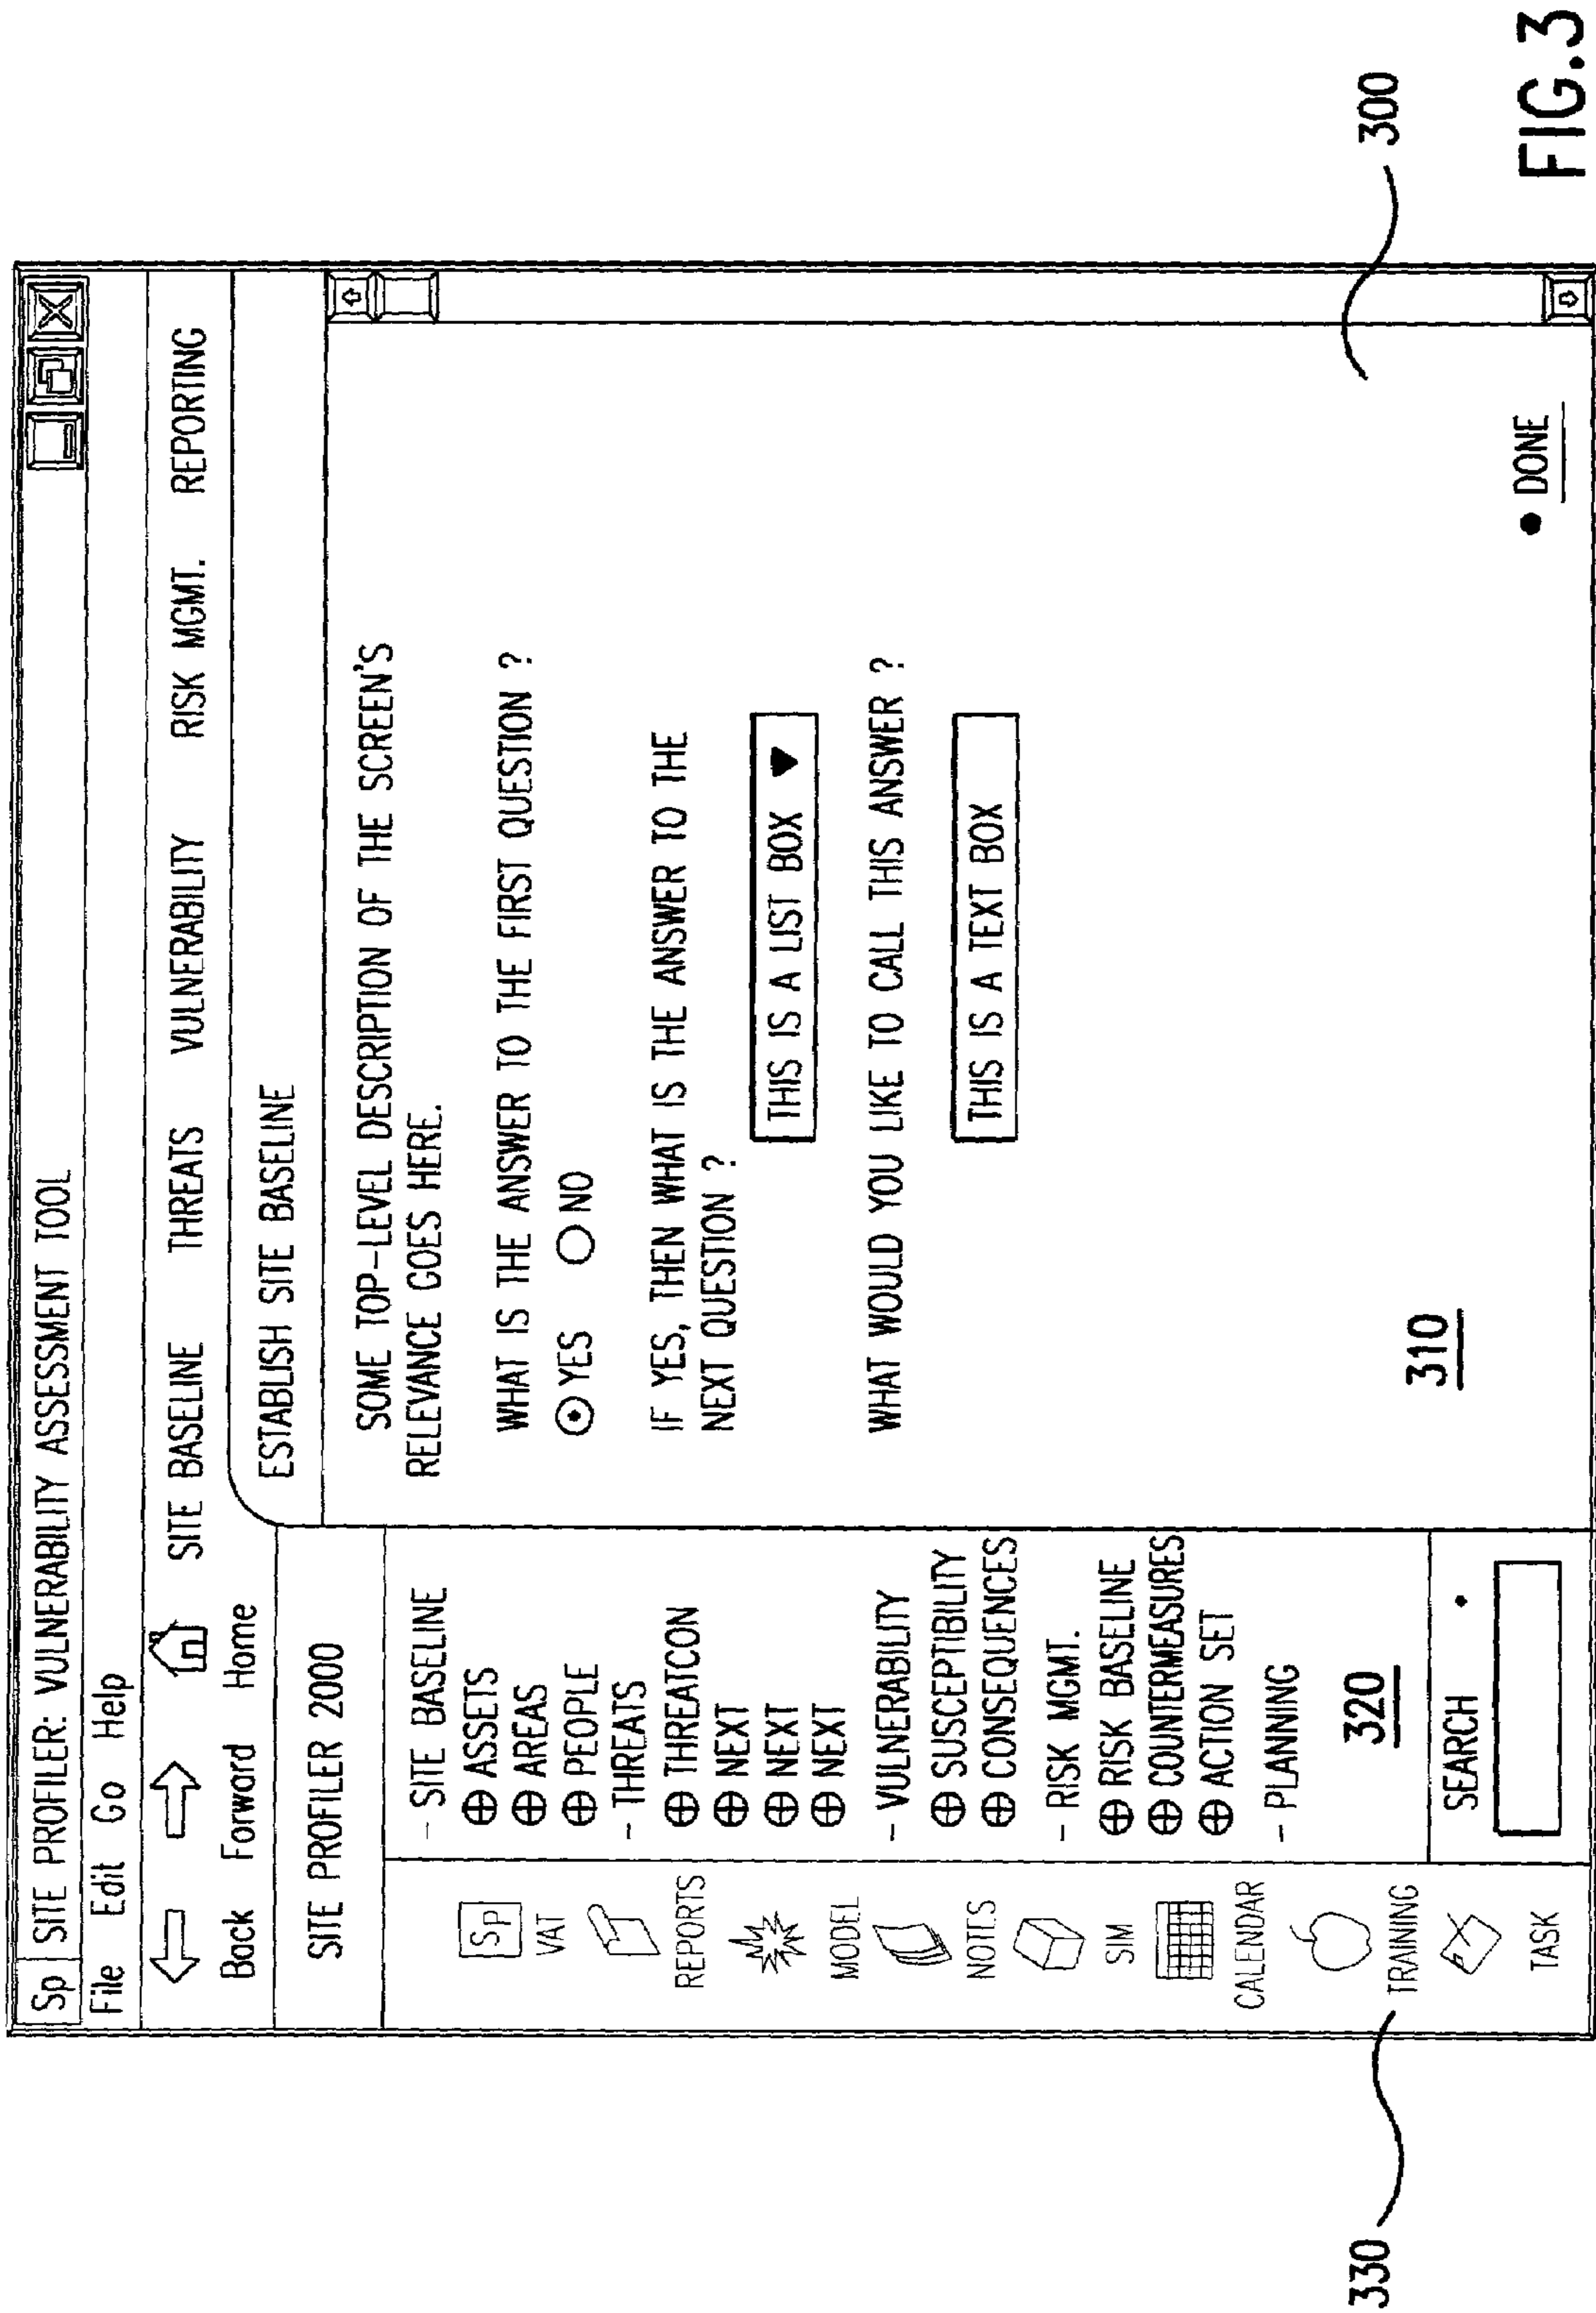 Sp SITE PROFILER: VULNERABILITY ASSESSMENT TOOL
File Edit Go Help
Back Forward Home
SITE BASELINE THREATS VULNERABILITY RISK MGMT. REPORTING
SITE PROFILER 2000
ESTABLISH SITE BASELINE
Sp
VAT
REPORTS
MODEL
NOTES
SIM
CALENDAR
TRAINING
TASK
- SITE BASELINE
ASSETS
AREAS
PEOPLE
- THREATS
THREATCON
NEXT
NEXT
NEXT
- VULNERABILITY
SUSCEPTIBILITY
CONSEQUENCES
- RISK MGMT.
RISK BASELINE
COUNTERMEASURES
ACTION SET
- PLANNING
320
SEARCH •
SOME TOP-LEVEL DESCRIPTION OF THE SCREEN'S
RELEVANCE GOES HERE.
WHAT IS THE ANSWER TO THE FIRST QUESTION ?
YES NO
IF YES, THEN WHAT IS THE ANSWER TO THE
NEXT QUESTION ?
THIS IS A LIST BOX
WHAT WOULD YOU LIKE TO CALL THIS ANSWER ?
THIS IS A TEXT BOX
310
• DONE
300
330
FIG.3